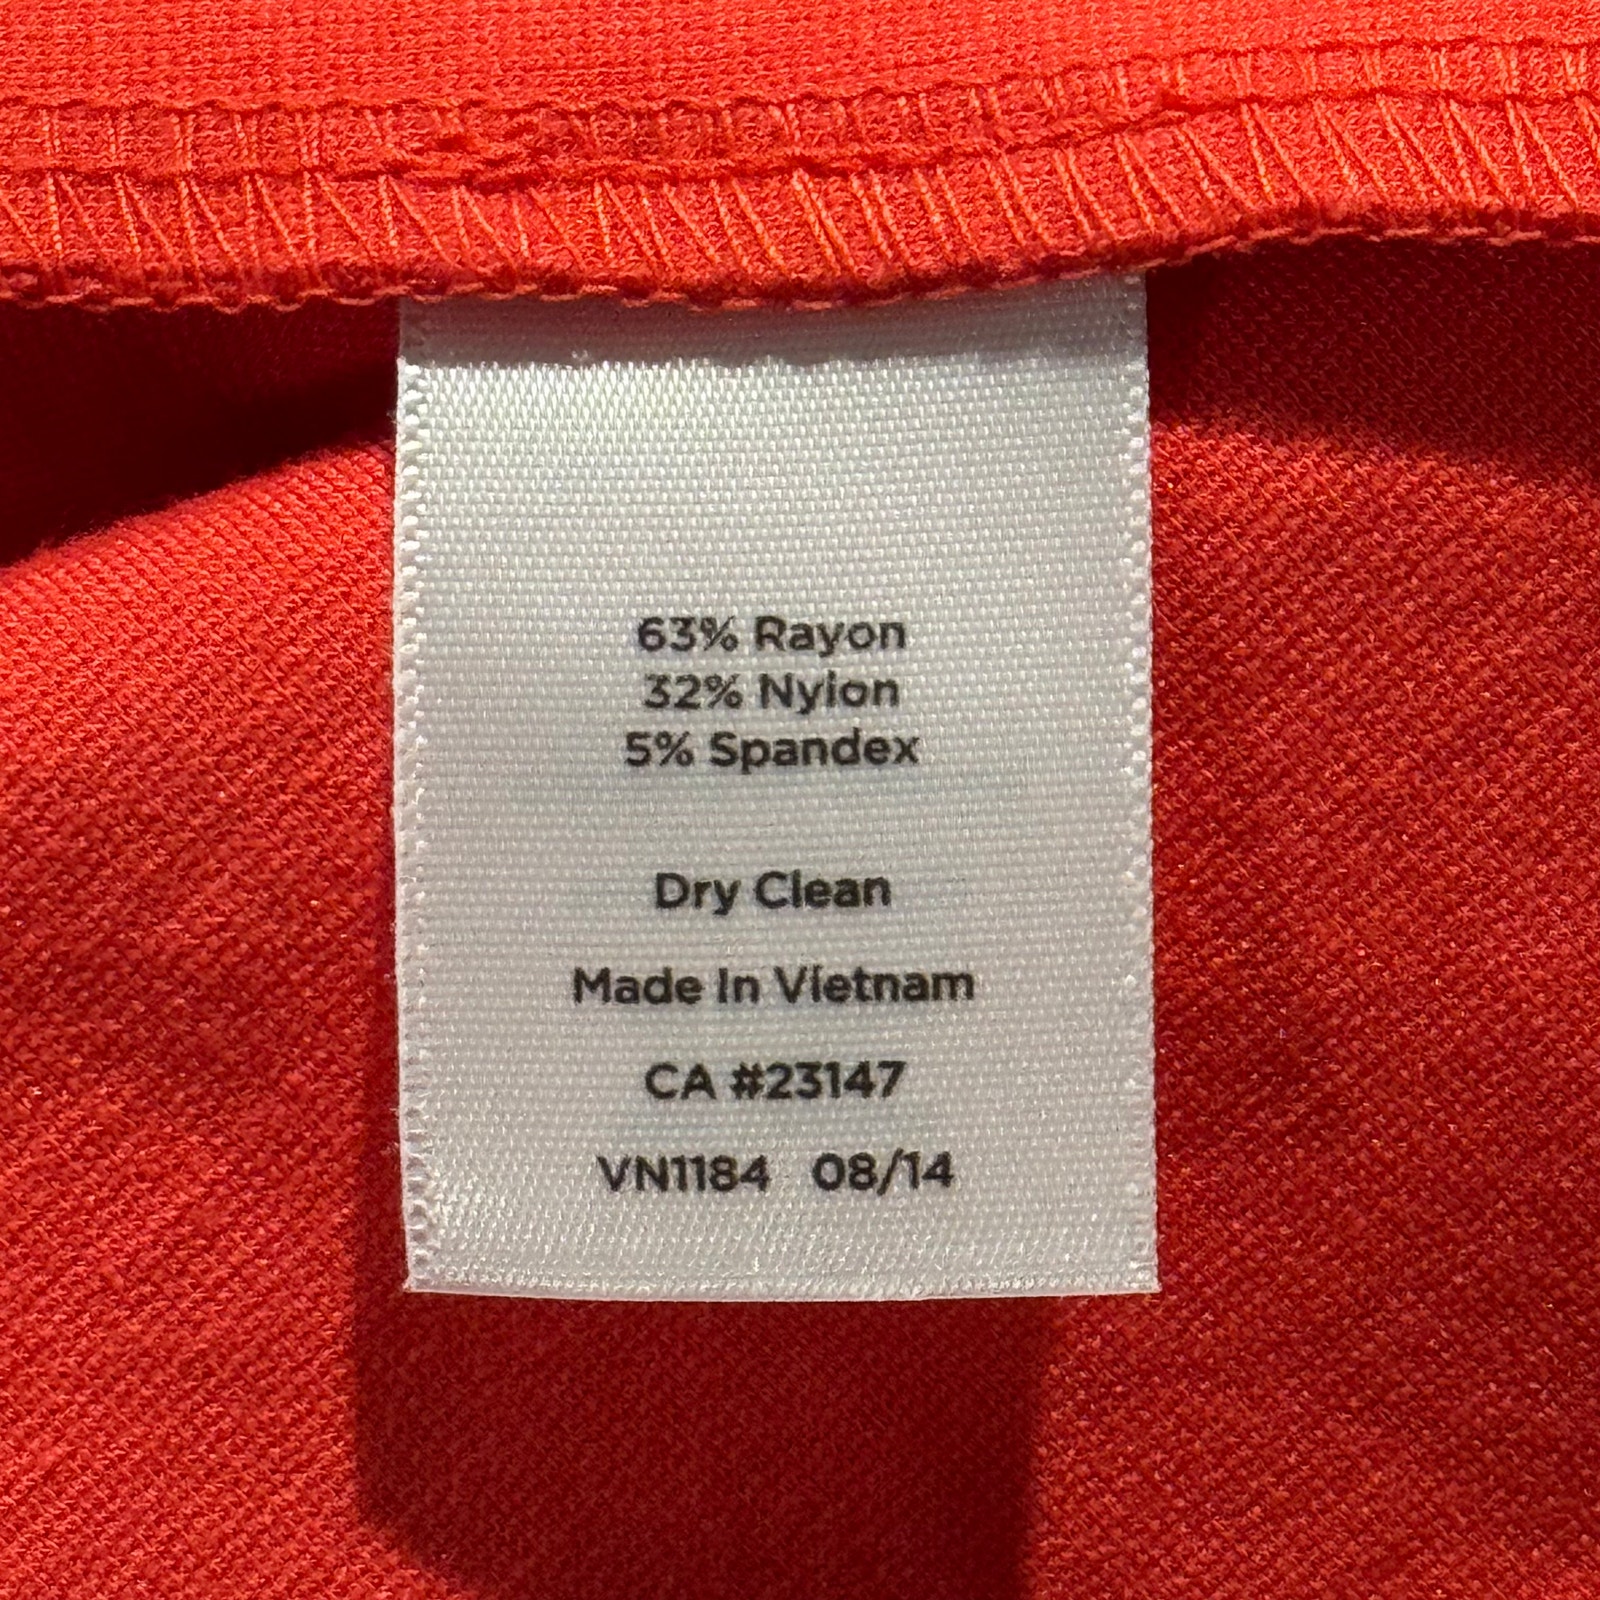 63% Rayon
32% Nylon
5% Spandex
Dry Clean
Made In Vietnam
CA #23147
VN1184 08/14